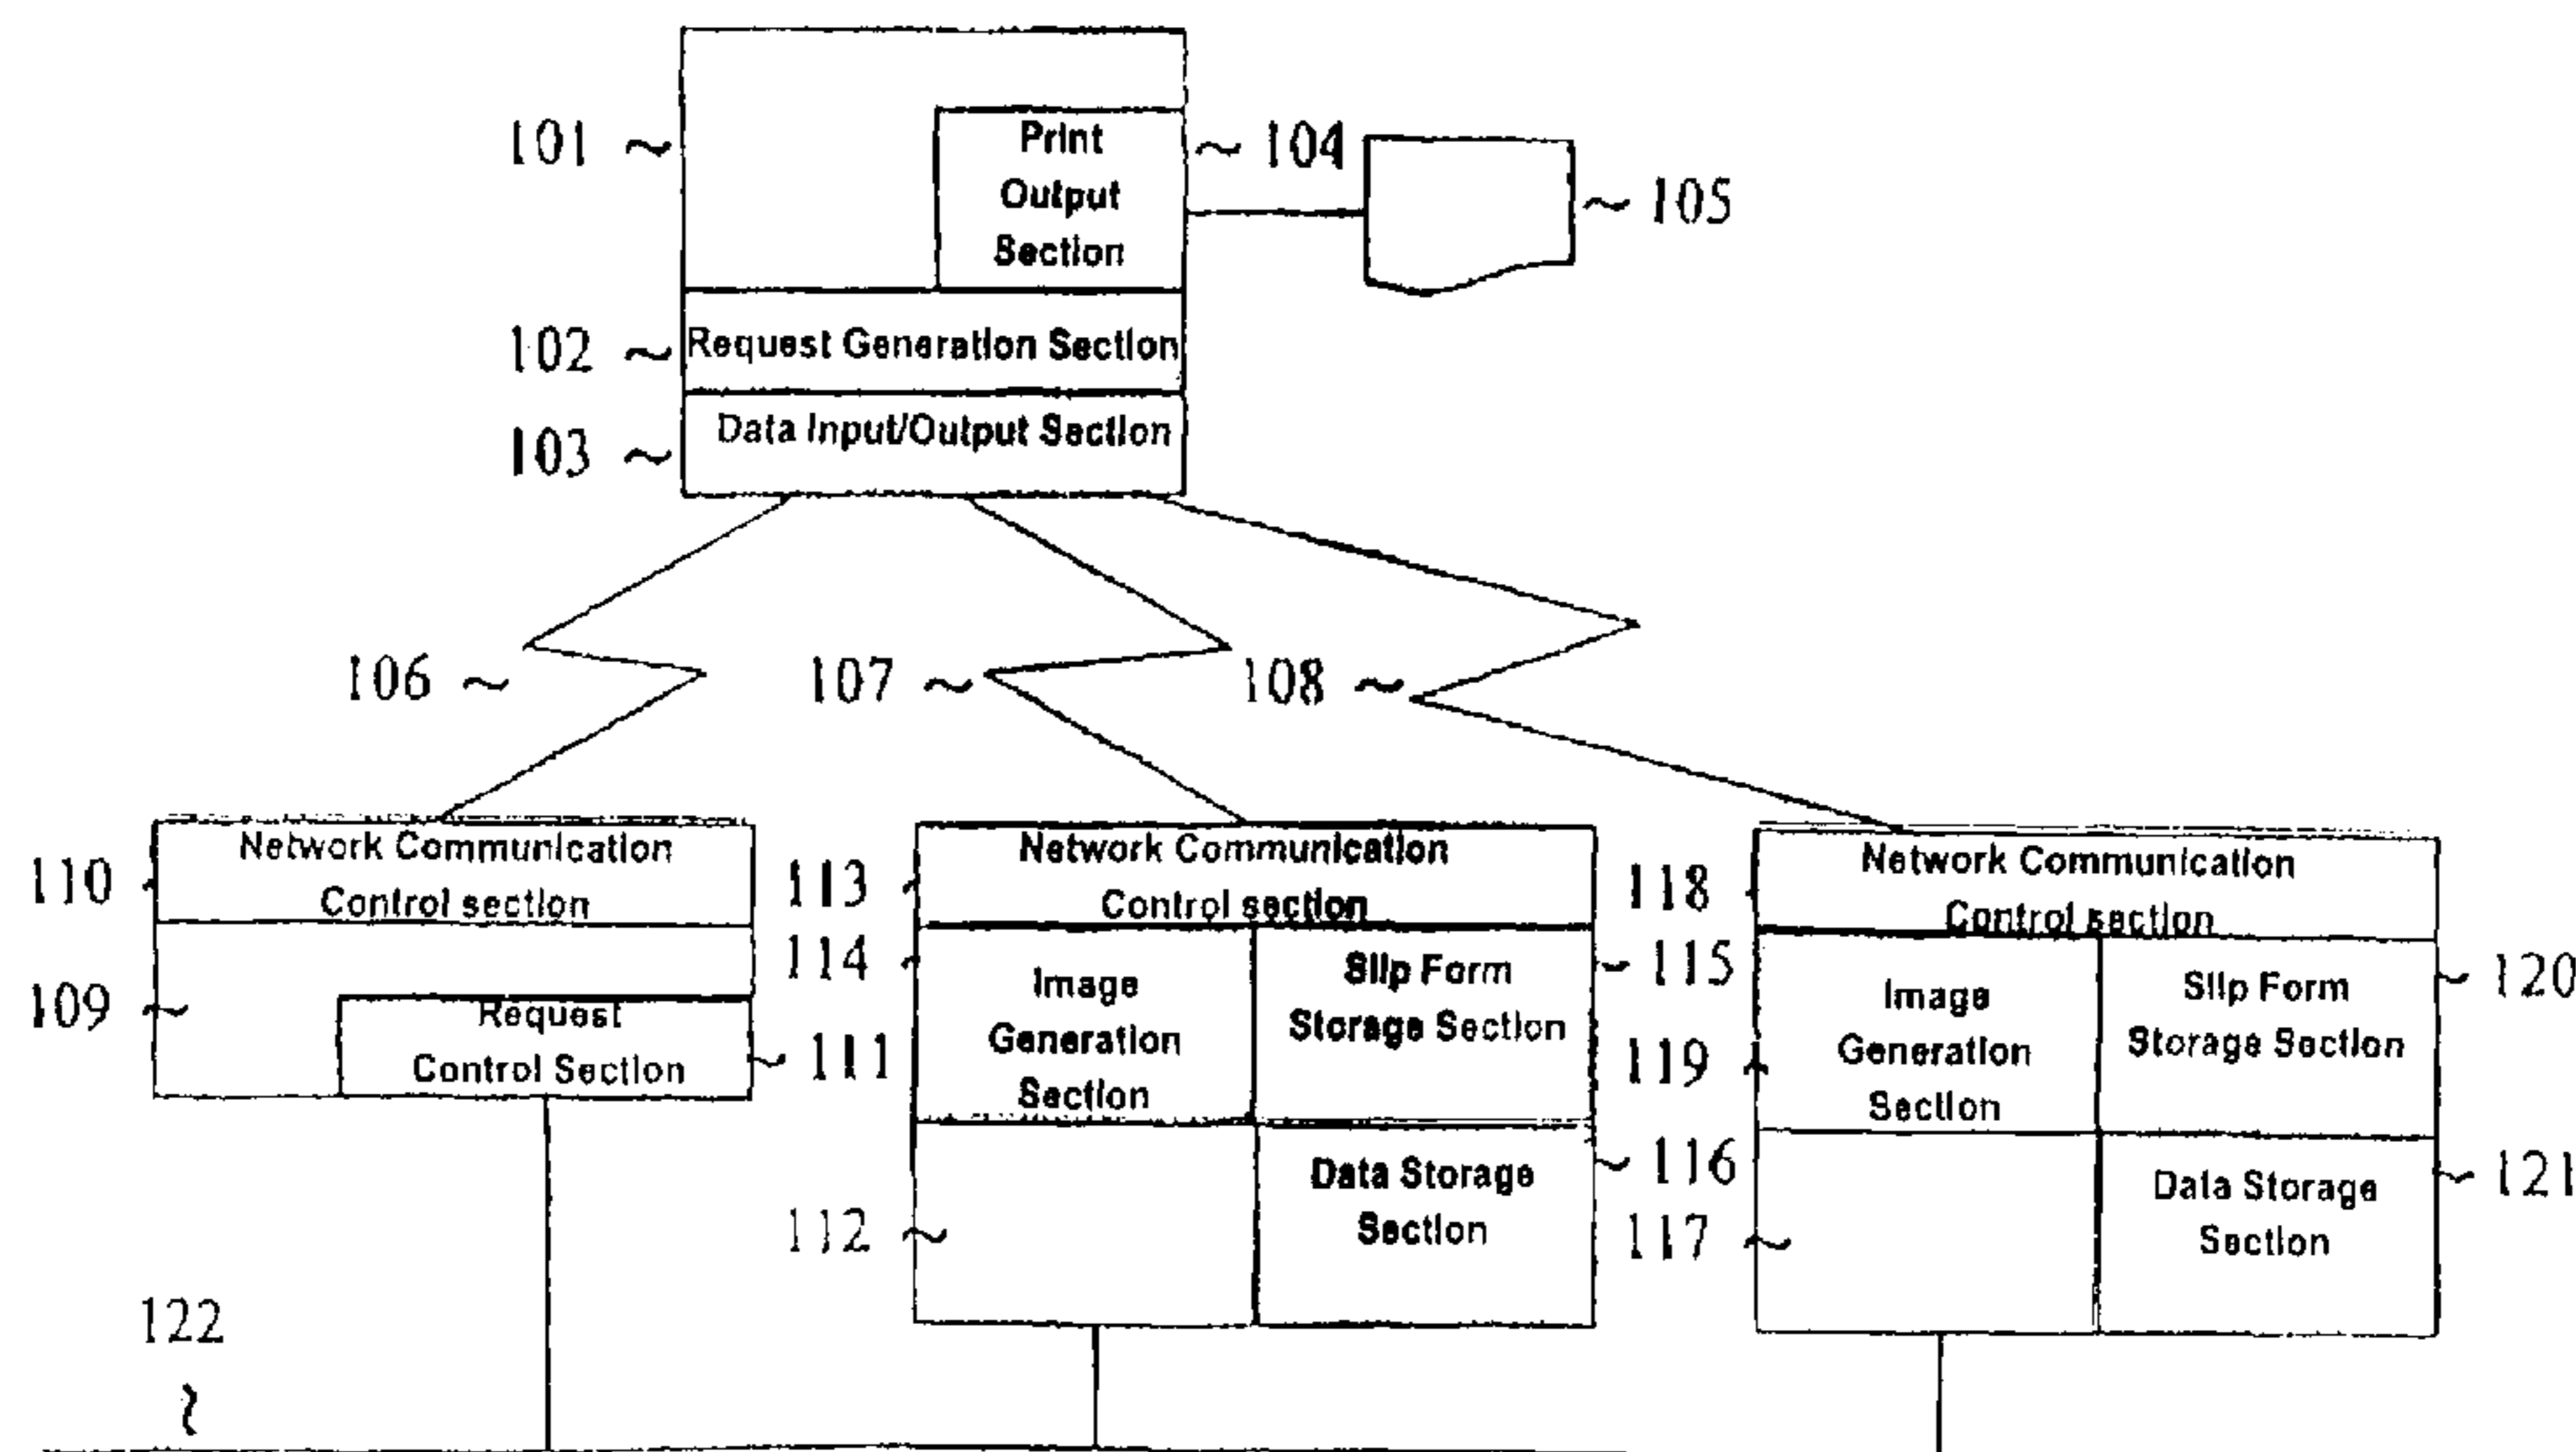 101
Print
Output
Section
104
105
102
Request Generation Section
103
Data Input/Output Section
106
107
108
110
Network Communication
Control section
109
Request
Control Section
111
113
Network Communication
Control section
114
Image
Generation
Section
Slip Form
Storage Section
115
112
Data Storage
Section
116
118
Network Communication
Control section
119
Image
Generation
Section
Slip Form
Storage Section
120
117
Data Storage
Section
121
122